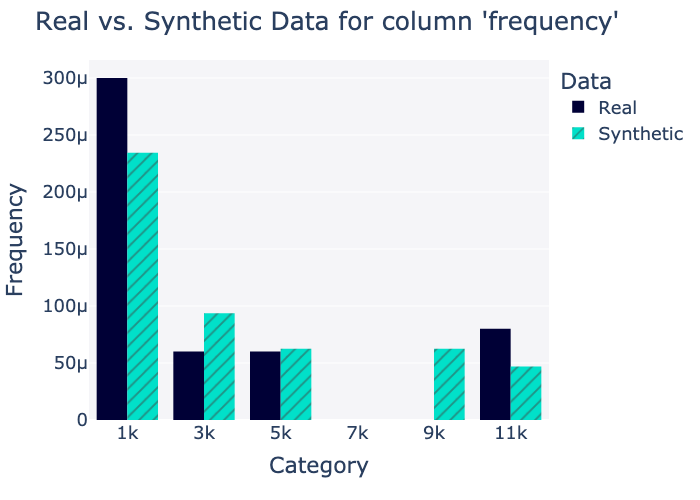 Real vs. Synthetic Data for column 'frequency'
Data
Real
Synthetic
Frequency
300μ
250μ
200μ
150μ
100μ
50μ
0
1k 3k 5k 7k 9k 11k
Category